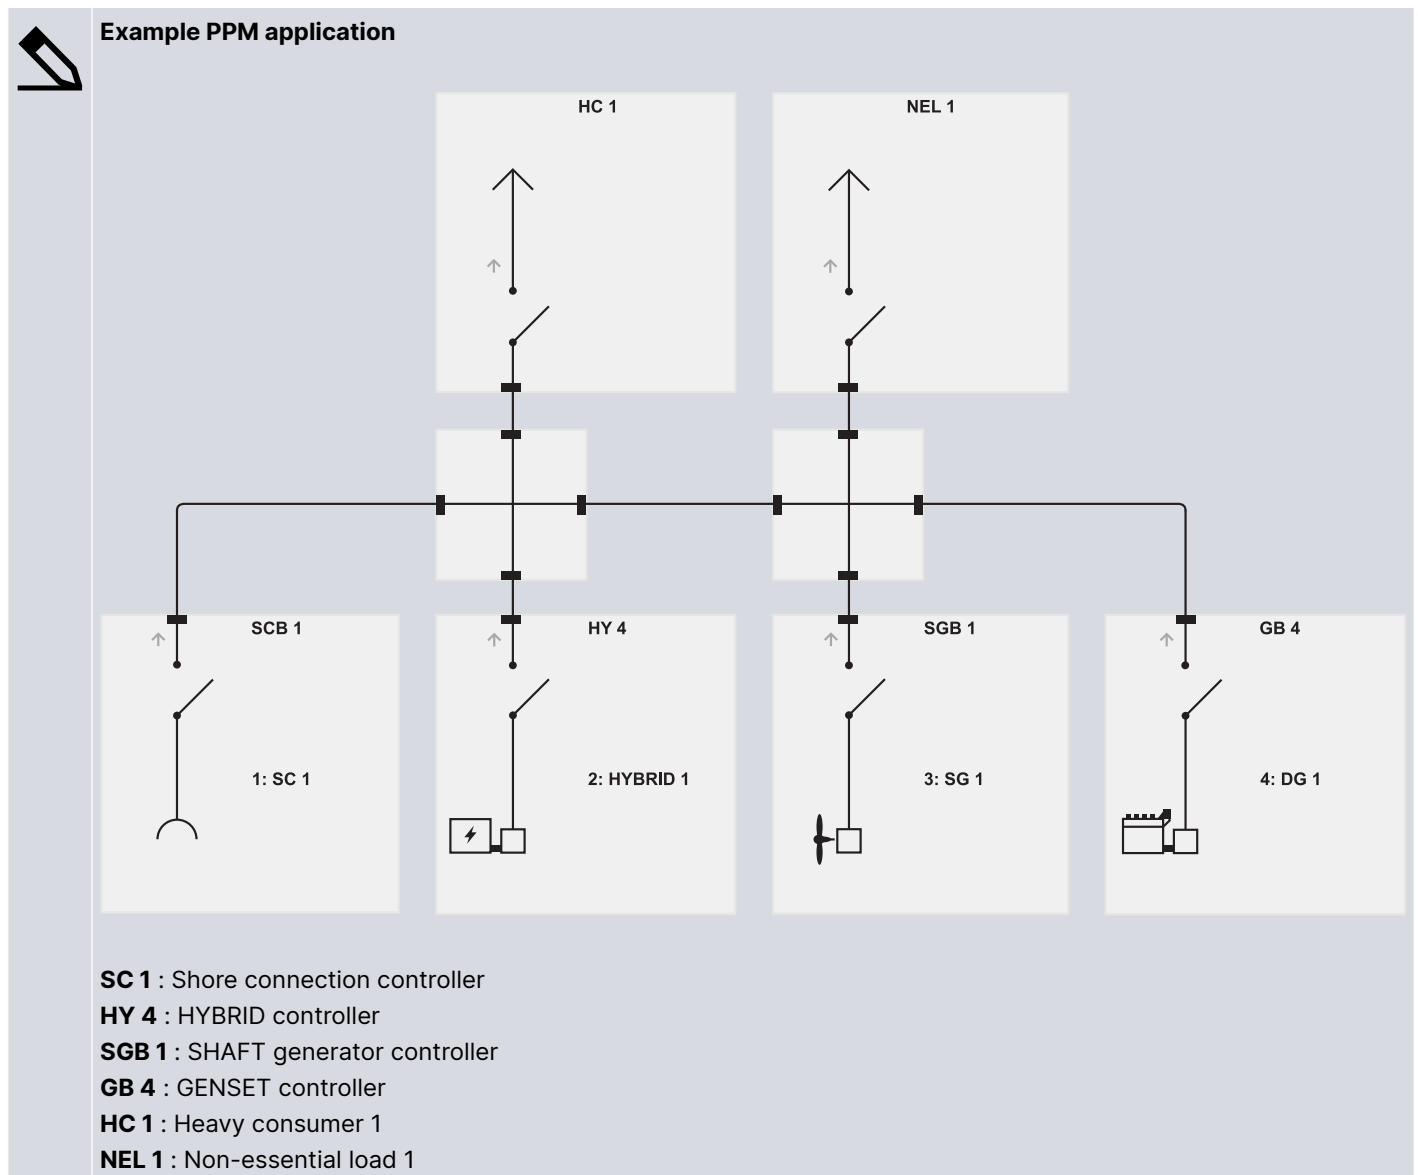 Example PPM application
HC 1
NEL 1
SCB 1
HY 4
SGB 1
GB 4
1: SC 1
2: HYBRID 1
3: SG 1
4: DG 1
SC 1 : Shore connection controller
HY 4 : HYBRID controller
SGB 1 : SHAFT generator controller
GB 4 : GENSET controller
HC 1 : Heavy consumer 1
NEL 1 : Non-essential load 1